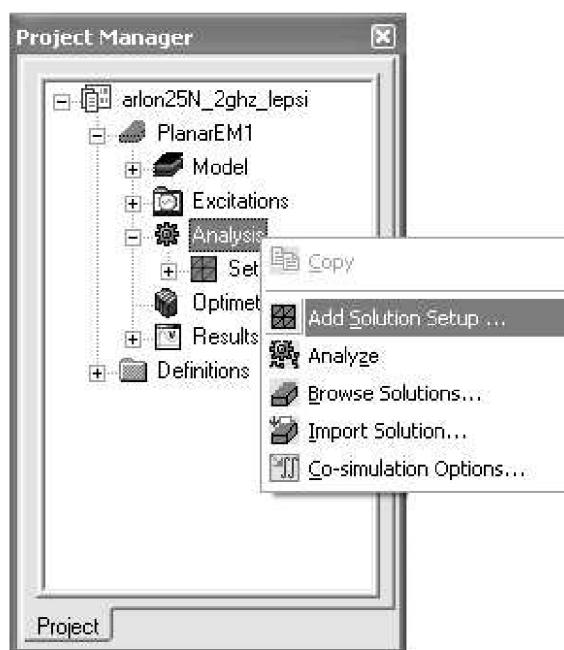 Project Manager
arlon25N_2ghz_lepsi
PlanarEM1
Model
Excitations
Analysis
Copy
Set
Optimet
Add Solution Setup ...
Results
Analyze
Definitions
Browse Solutions...
Import Solution...
Co-simulation Options...
Project